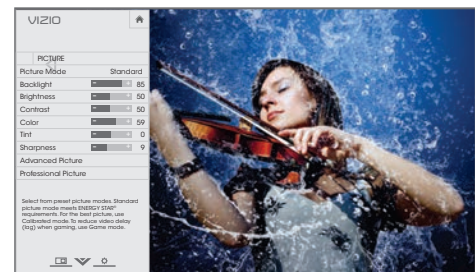 VIZIO
PICTURE
Picture Mode Standard
Backlight 85
Brightness 50
Contrast 50
Color 59
Tint 0
Sharpness 9
Advanced Picture
Professional Picture
Select from preset picture modes. Standard
picture mode meets ENERGY STAR®
requirements. For the best picture, use
Calibrated mode. To reduce video delay
(lag) when gaming, use Game mode.